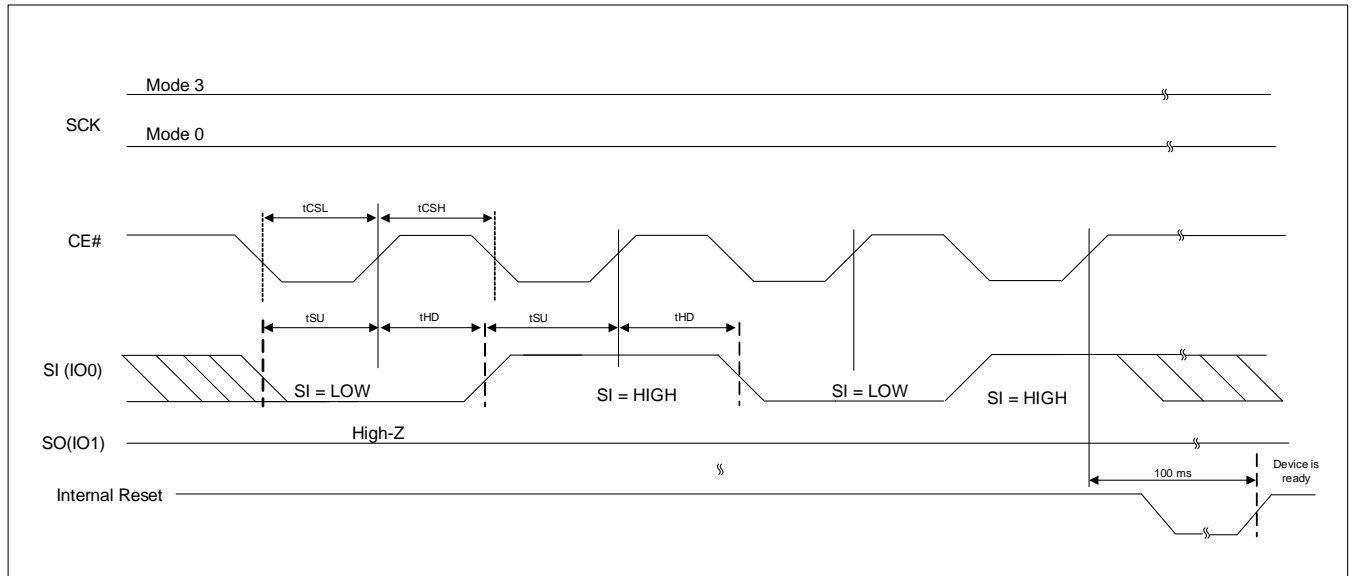 Mode 3
SCK
Mode 0
tCSL
tCSH
CE#
tSU
tHD
tSU
tHD
SI (IO0)
SI = LOW
SI = HIGH
SI = LOW
SI = HIGH
High-Z
SO(IO1)
100 ms
Device is
ready
Internal Reset